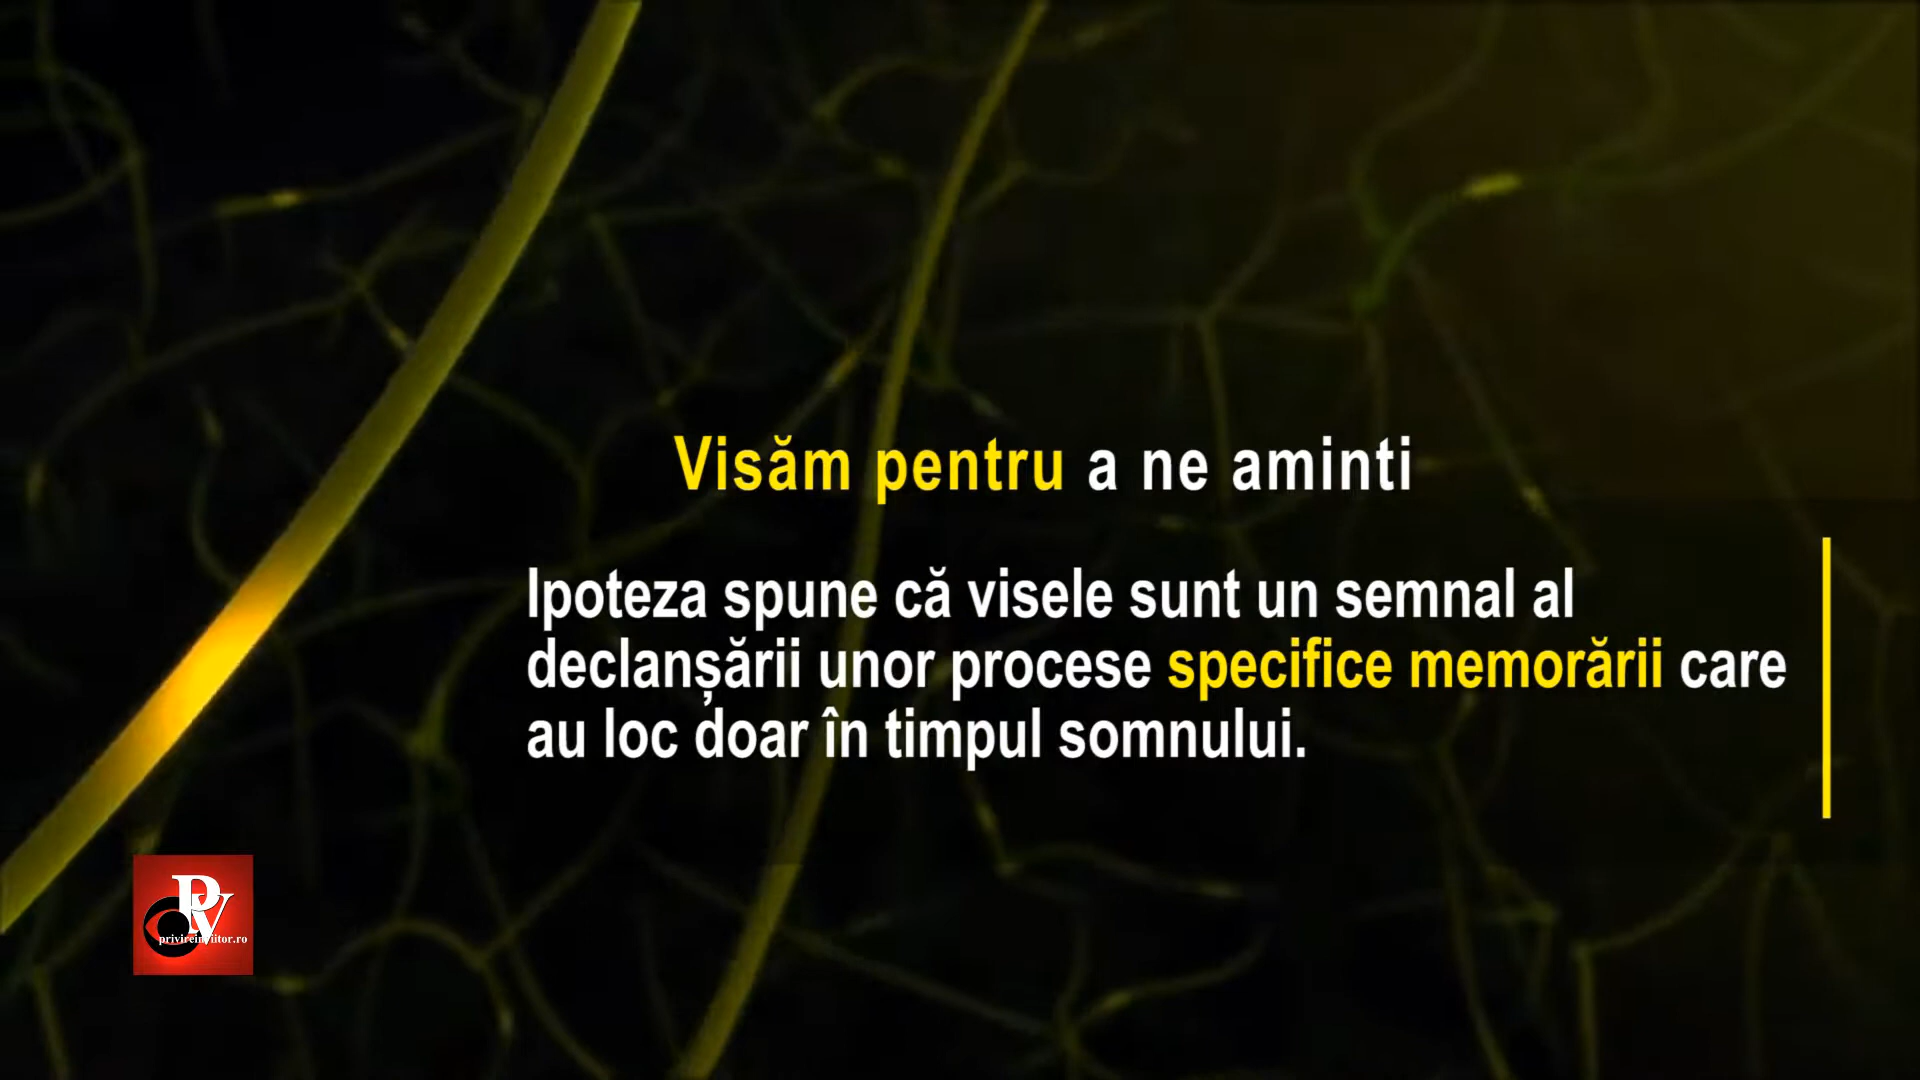 Visăm pentru a ne aminti
Ipoteza spune că visele sunt un semnal al
declanșării unor procese specifice memorării care
au loc doar în timpul somnului.
PV
privireinviitor.ro